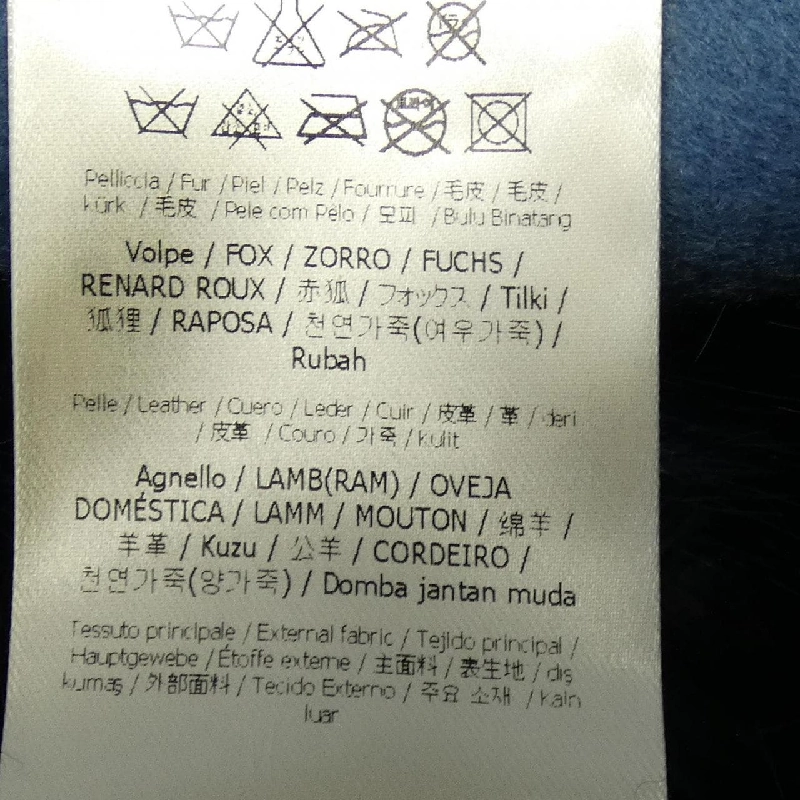 Pelliccia / Fur / Piel / Pelz / Fourrure / 毛皮 / 毛皮 /
kürk / 毛皮 / Pele com Pêlo / 모피 / Bulu Binatang
Volpe / FOX / ZORRO / FUCHS /
RENARD ROUX / 赤狐 / フォックス / Tilki /
狐狸 / RAPOSA / 천연가죽(여우가죽) /
Rubah
Pelle / Leather / Cuero / Leder / Cuir / 皮革 / 革 / deri
/ 皮革 / Couro / 가죽 / kulit
Agnello / LAMB(RAM) / OVEJA
DOMÉSTICA / LAMM / MOUTON / 绵羊 /
羊革 / Kuzu / 公羊 / CORDEIRO /
천연가죽(양가죽) / Domba jantan muda
Tessuto principale / External fabric / Tejido principal /
Hauptgewebe / Étoffe externe / 主面料 / 表生地 / dış
kumaş / 外部面料 / Tecido Externo / 주요 소재 / Kain
luar